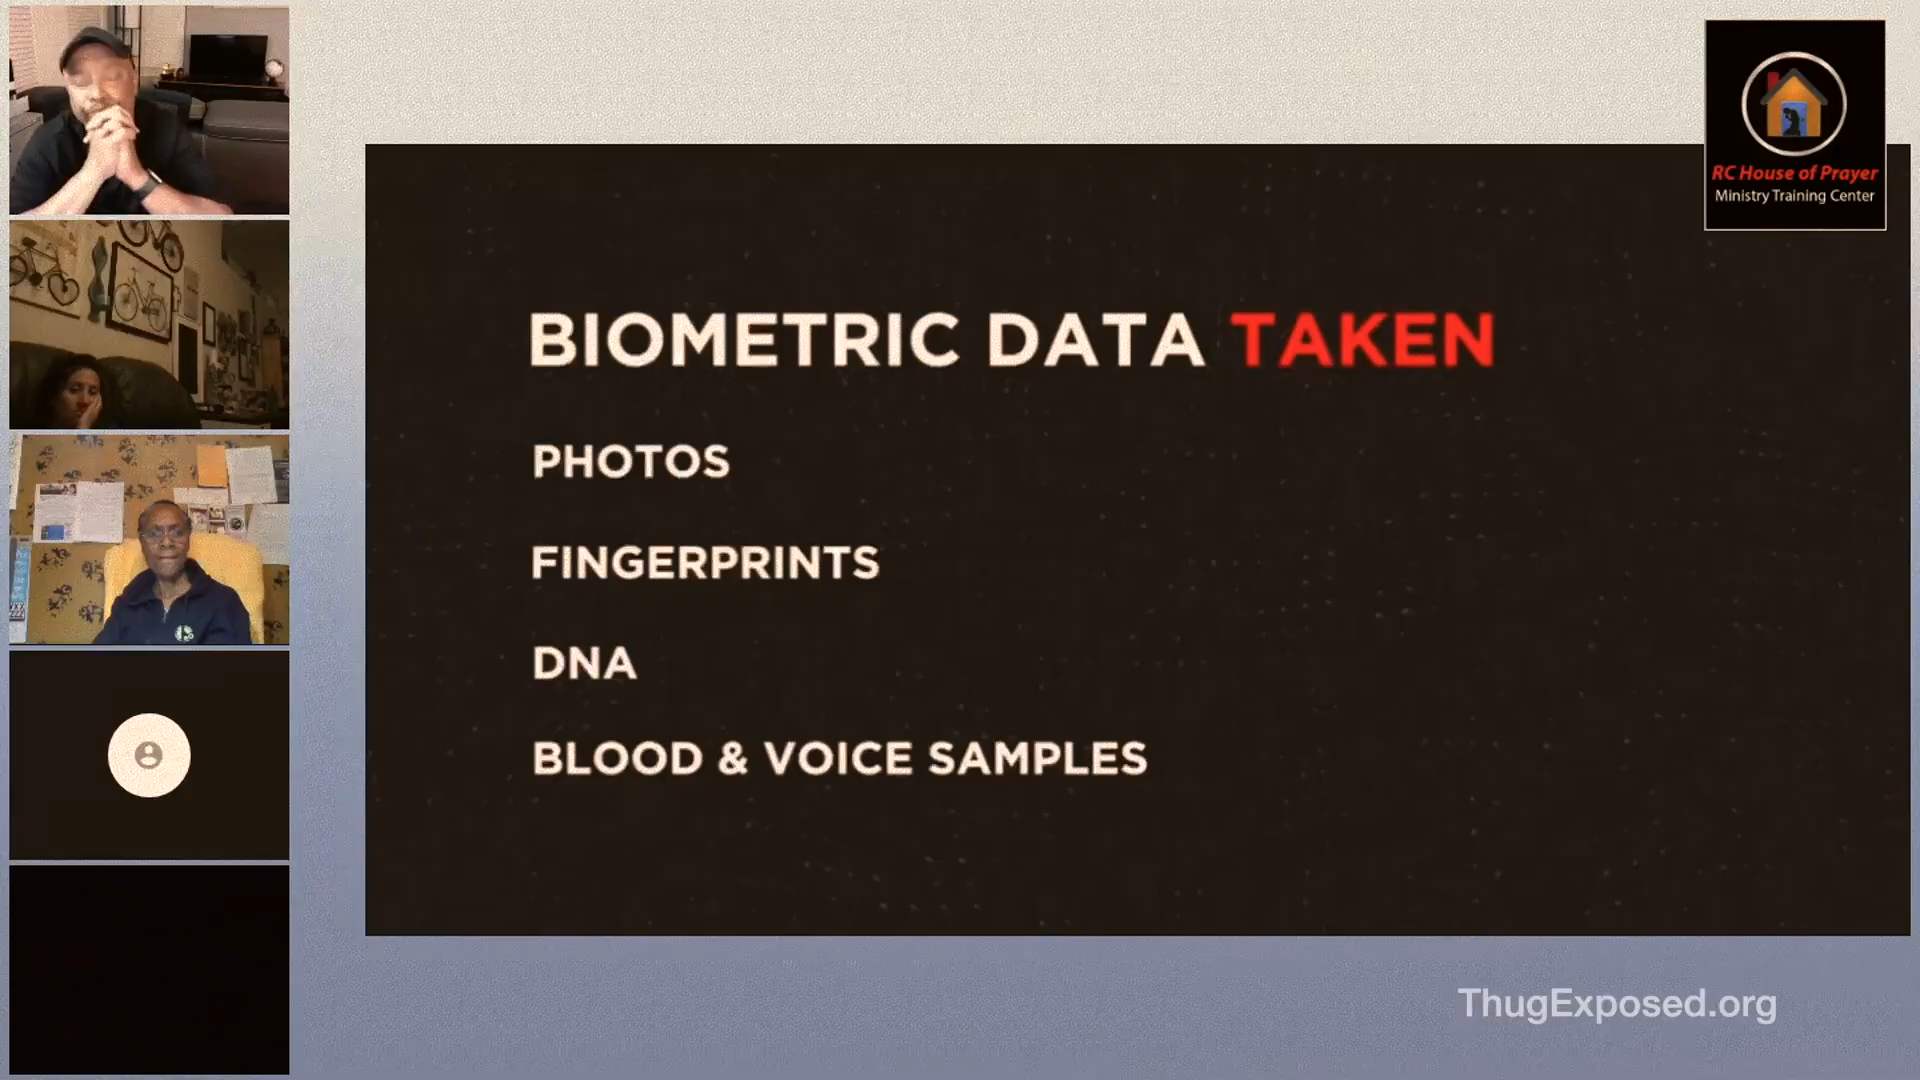 RC House of Prayer
Ministry Training Center
BIOMETRIC DATA TAKEN
PHOTOS
FINGERPRINTS
DNA
BLOOD & VOICE SAMPLES
ThugExposed.org